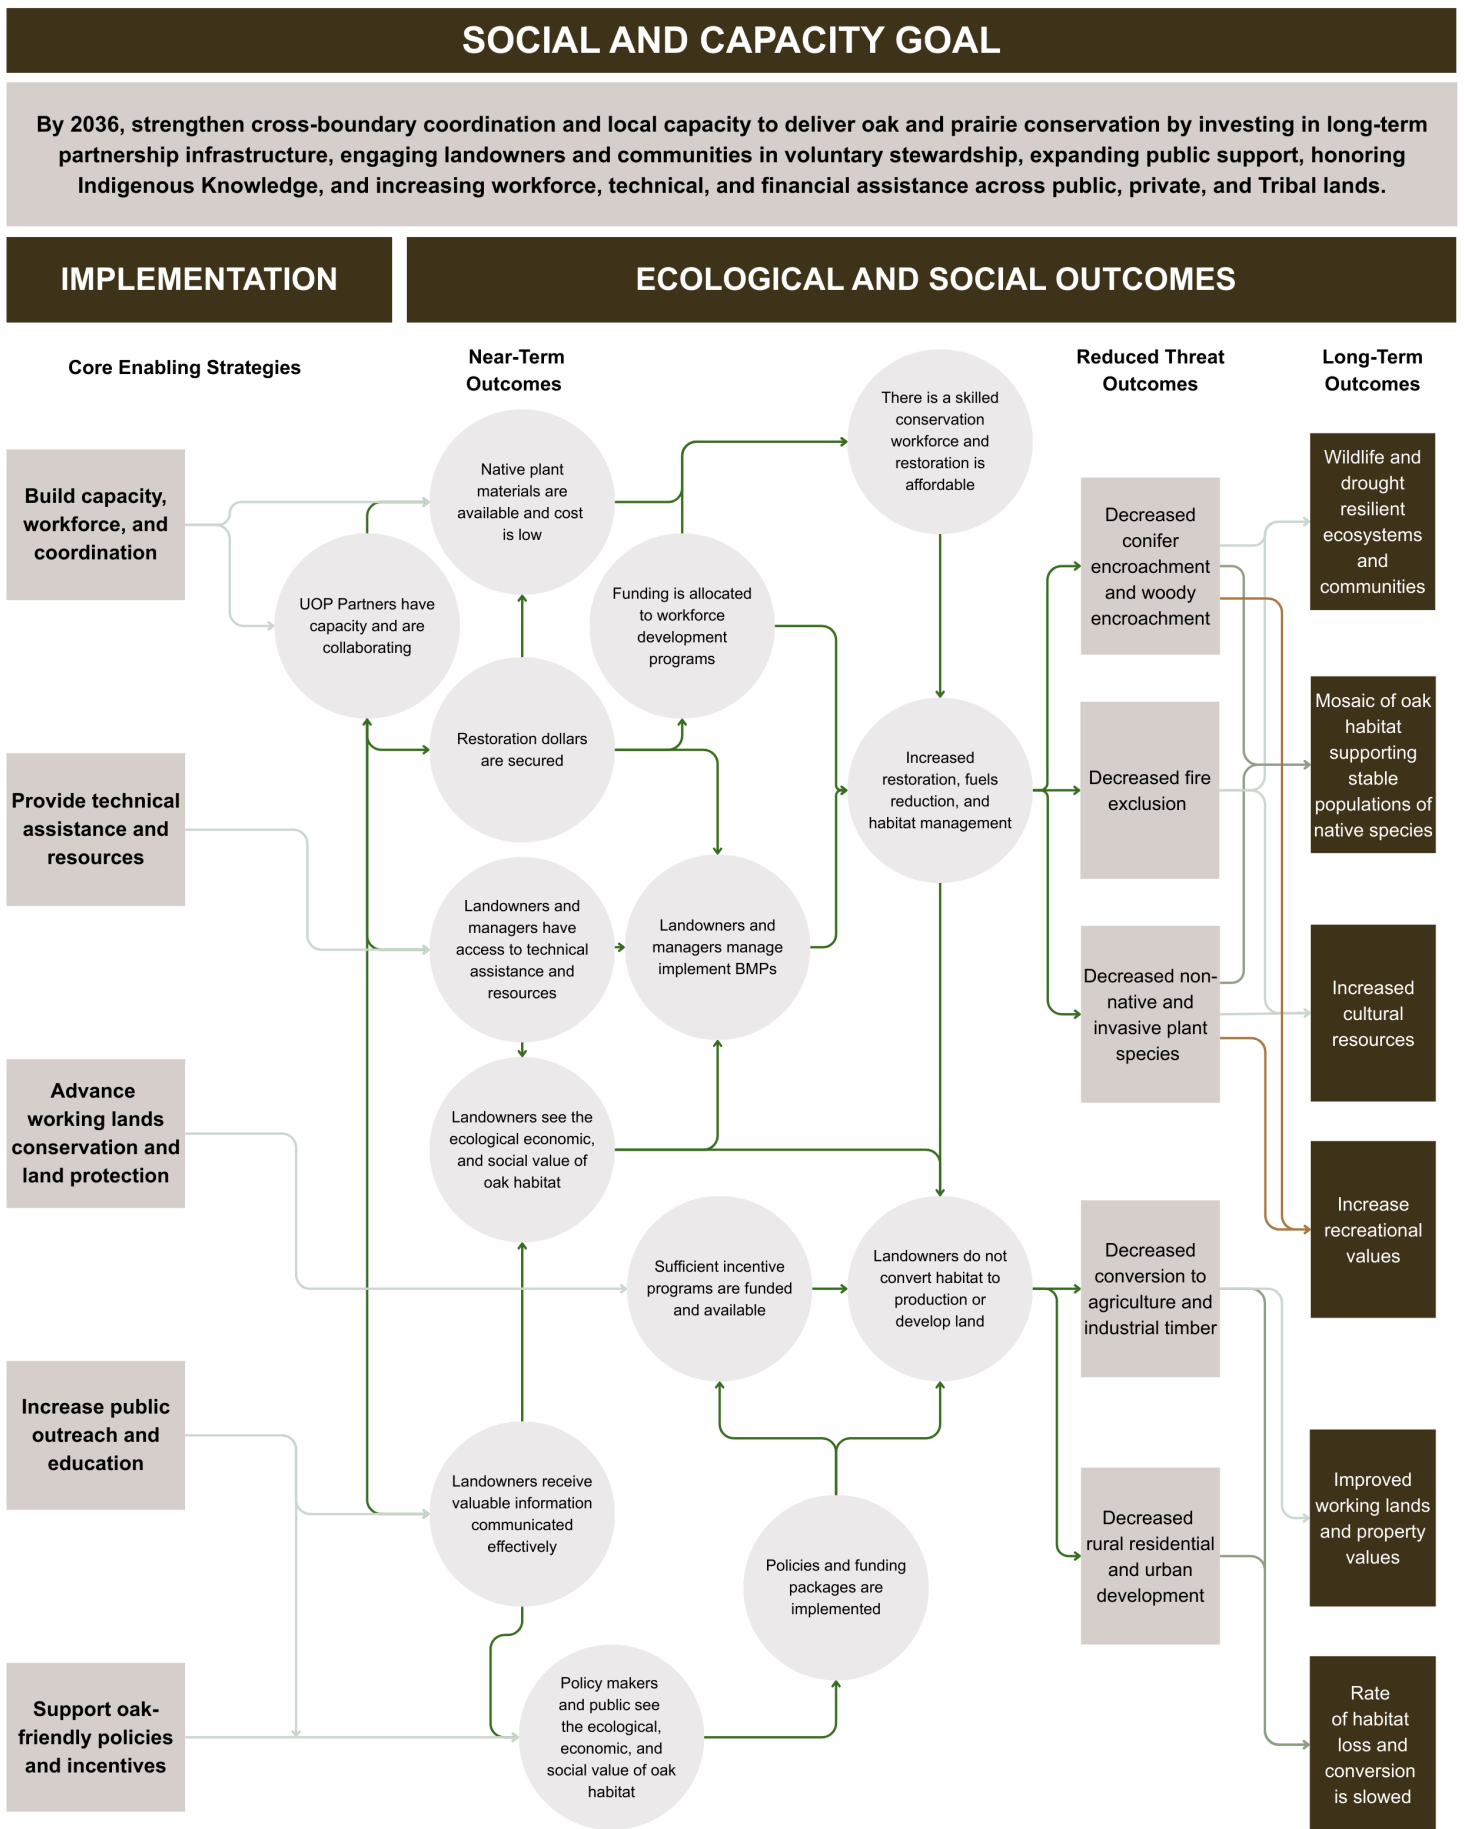 SOCIAL AND CAPACITY GOAL
By 2036, strengthen cross-boundary coordination and local capacity to deliver oak and prairie conservation by investing in long-term
partnership infrastructure, engaging landowners and communities in voluntary stewardship, expanding public support, honoring
Indigenous Knowledge, and increasing workforce, technical, and financial assistance across public, private, and Tribal lands.
IMPLEMENTATION
ECOLOGICAL AND SOCIAL OUTCOMES
Core Enabling Strategies
Near-Term
Outcomes
Reduced Threat
Outcomes
Long-Term
Outcomes
Build capacity,
workforce, and
coordination
Provide technical
assistance and
resources
Advance
working lands
conservation and
land protection
Increase public
outreach and
education
Support oak-
friendly policies
and incentives
UOP Partners have
capacity and are
collaborating
Native plant
materials are
available and cost
is low
Restoration dollars
are secured
Landowners and
managers have
access to technical
assistance and
resources
Landowners see the
ecological economic,
and social value of
oak habitat
Landowners receive
valuable information
communicated
effectively
Policy makers
and public see
the ecological,
economic, and
social value of oak
habitat
Funding is allocated
to workforce
development
programs
Landowners and
managers manage
implement BMPs
Sufficient incentive
programs are funded
and available
Policies and funding
packages are
implemented
There is a skilled
conservation
workforce and
restoration is
affordable
Increased
restoration, fuels
reduction, and
habitat management
Landowners do not
convert habitat to
production or
develop land
Decreased
conifer
encroachment
and woody
encroachment
Decreased fire
exclusion
Decreased non-
native and
invasive plant
species
Decreased
conversion to
agriculture and
industrial timber
Decreased
rural residential
and urban
development
Wildlife and
drought
resilient
ecosystems
and
communities
Mosaic of oak
habitat
supporting
stable
populations of
native species
Increased
cultural
resources
Increase
recreational
values
Improved
working lands
and property
values
Rate
of habitat
loss and
conversion
is slowed